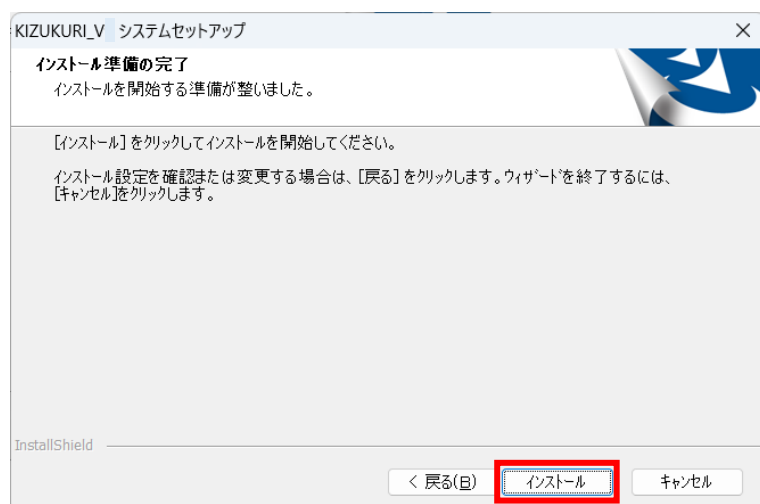 KIZUKURI_V システムセットアップ
インストール準備の完了
インストールを開始する準備が整いました。
[インストール] をクリックしてインストールを開始してください。
インストール設定を確認または変更する場合は、[戻る] をクリックします。ウィザードを終了するには、
[キャンセル]をクリックします。
InstallShield
< 戻る(B)
インストール
キャンセル